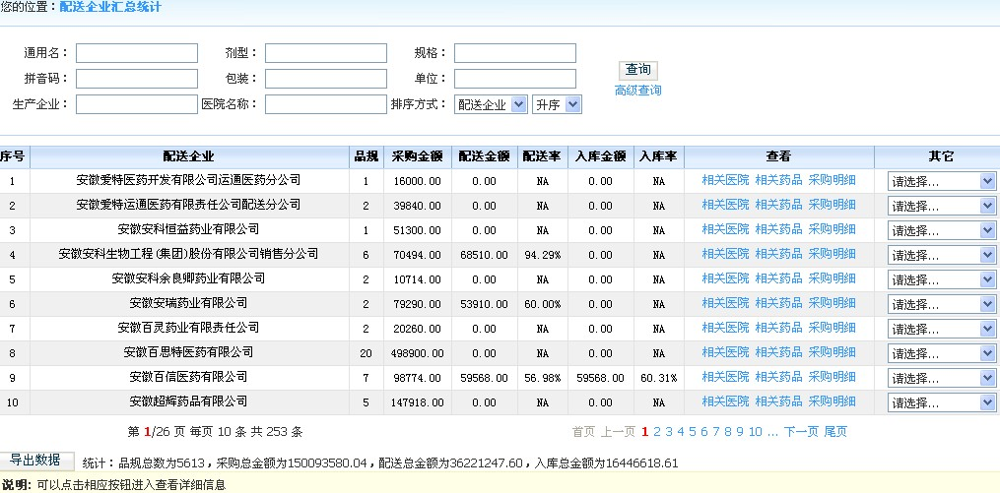 您的位置：配送企业汇总统计
通用名： 剂型： 规格：
拼音码： 包装： 单位： 查询
高级查询
生产企业： 医院名称： 排序方式： 配送企业 升序
序号 配送企业 品规 采购金额 配送金额 配送率 入库金额 入库率 查看 其它
1 安徽爱特医药开发有限公司运通医药分公司 1 16000.00 0.00 NA 0.00 NA 相关医院 相关药品 采购明细 请选择...
2 安徽爱特运通医药有限责任公司配送分公司 2 39840.00 0.00 NA 0.00 NA 相关医院 相关药品 采购明细 请选择...
3 安徽安科恒益药业有限公司 1 51300.00 0.00 NA 0.00 NA 相关医院 相关药品 采购明细 请选择...
4 安徽安科生物工程(集团)股份有限公司销售分公司 6 70494.00 68510.00 94.29% 0.00 NA 相关医院 相关药品 采购明细 请选择...
5 安徽安科余良卿药业有限公司 2 10714.00 0.00 NA 0.00 NA 相关医院 相关药品 采购明细 请选择...
6 安徽安瑞药业有限公司 2 79290.00 53910.00 60.00% 0.00 NA 相关医院 相关药品 采购明细 请选择...
7 安徽百灵药业有限责任公司 2 20260.00 0.00 NA 0.00 NA 相关医院 相关药品 采购明细 请选择...
8 安徽百思特医药有限公司 20 498900.00 0.00 NA 0.00 NA 相关医院 相关药品 采购明细 请选择...
9 安徽百信医药有限公司 7 98774.00 59568.00 56.98% 59568.00 60.31% 相关医院 相关药品 采购明细 请选择...
10 安徽超辉药品有限公司 5 147918.00 0.00 NA 0.00 NA 相关医院 相关药品 采购明细 请选择...
第 1/26 页 每页 10 条 共 253 条 首页 上一页 1 2 3 4 5 6 7 8 9 10 ... 下一页 尾页
导出数据 统计：品规总数为5613，采购总金额为150093580.04，配送总金额为36221247.60，入库总金额为16446618.61
说明: 可以点击相应按钮进入查看详细信息